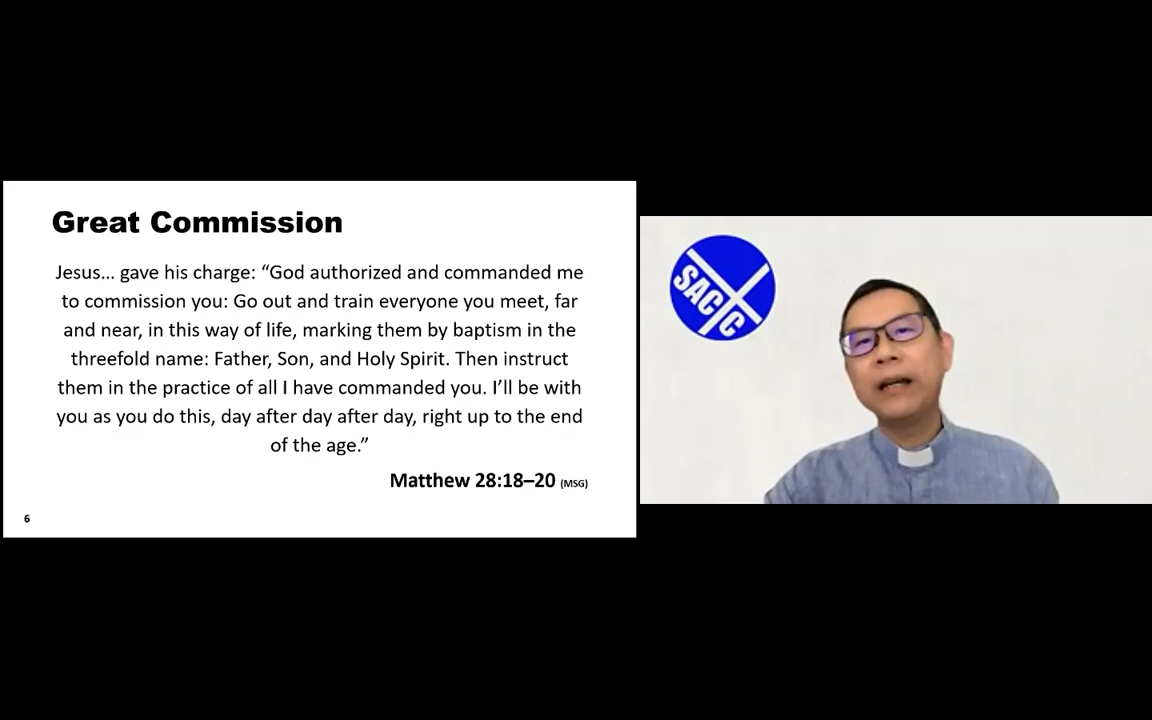 Great Commission
Jesus... gave his charge: “God authorized and commanded me
to commission you: Go out and train everyone you meet, far
and near, in this way of life, marking them by baptism in the
threefold name: Father, Son, and Holy Spirit. Then instruct
them in the practice of all I have commanded you. I’ll be with
you as you do this, day after day after day, right up to the end
of the age.”
Matthew 28:18–20 (MSG)
6
SACC